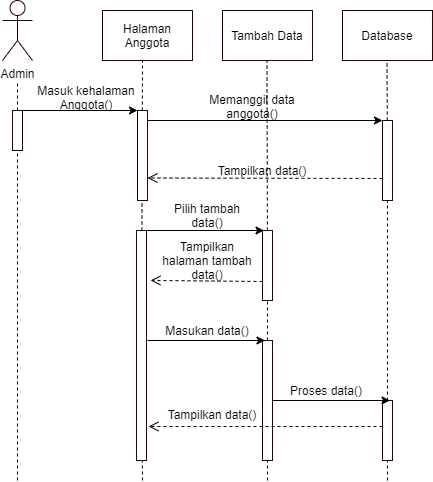 Halaman
Anggota
Tambah Data
Database
Admin
Masuk kehalaman
Anggota()
Memanggil data
anggota()
Tampilkan data()
Pilih tambah
data()
Tampilkan
halaman tambah
data()
Masukan data()
Proses data()
Tampilkan data()